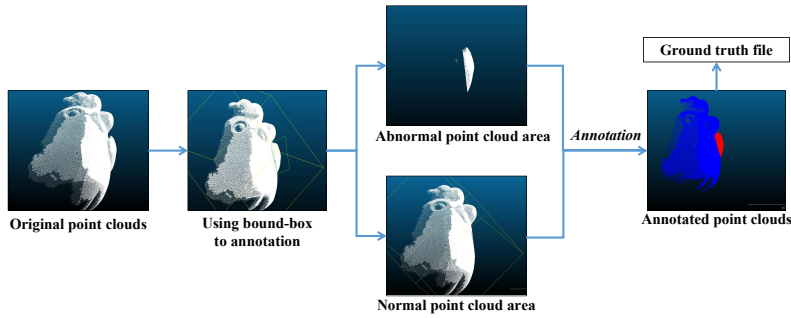 Original point clouds
Using bound-box
to annotation
Abnormal point cloud area
Normal point cloud area
Annotation
Ground truth file
Annotated point clouds